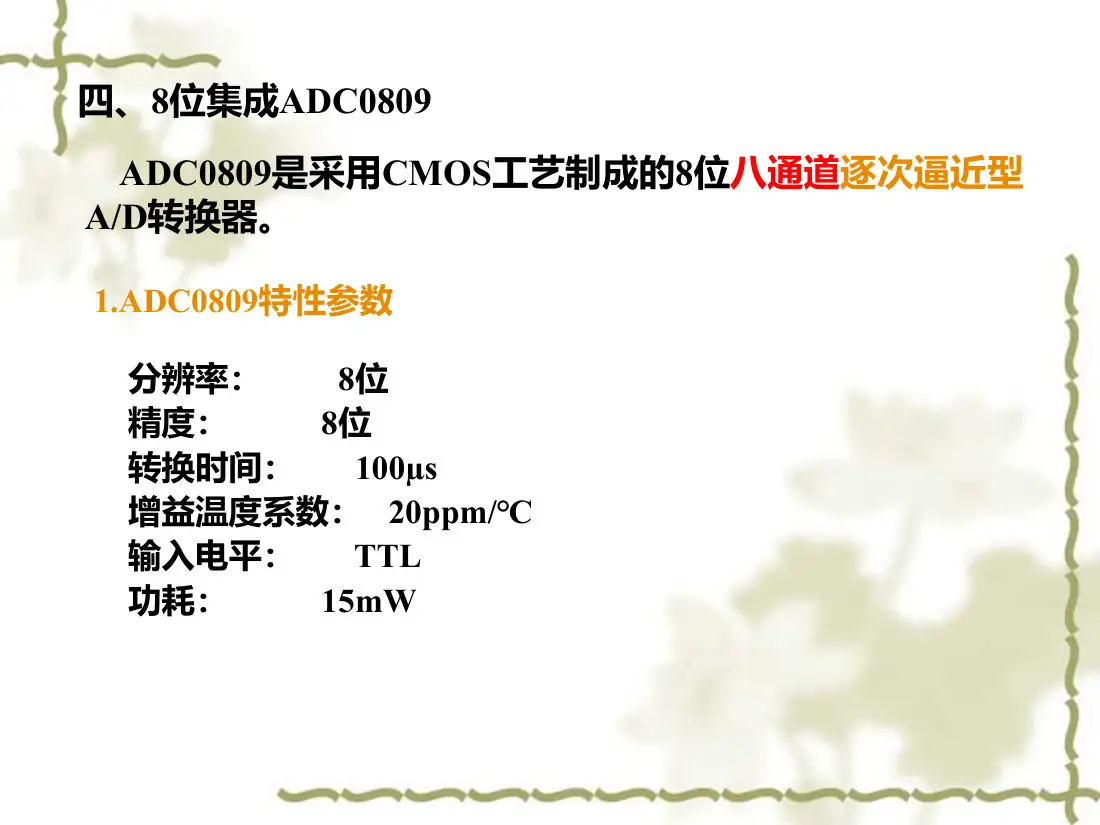 四、8位集成ADC0809
ADC0809是采用CMOS工艺制成的8位八通道逐次逼近型
A/D转换器。
1.ADC0809特性参数
分辨率： 8位
精度： 8位
转换时间： 100μs
增益温度系数： 20ppm/℃
输入电平： TTL
功耗： 15mW